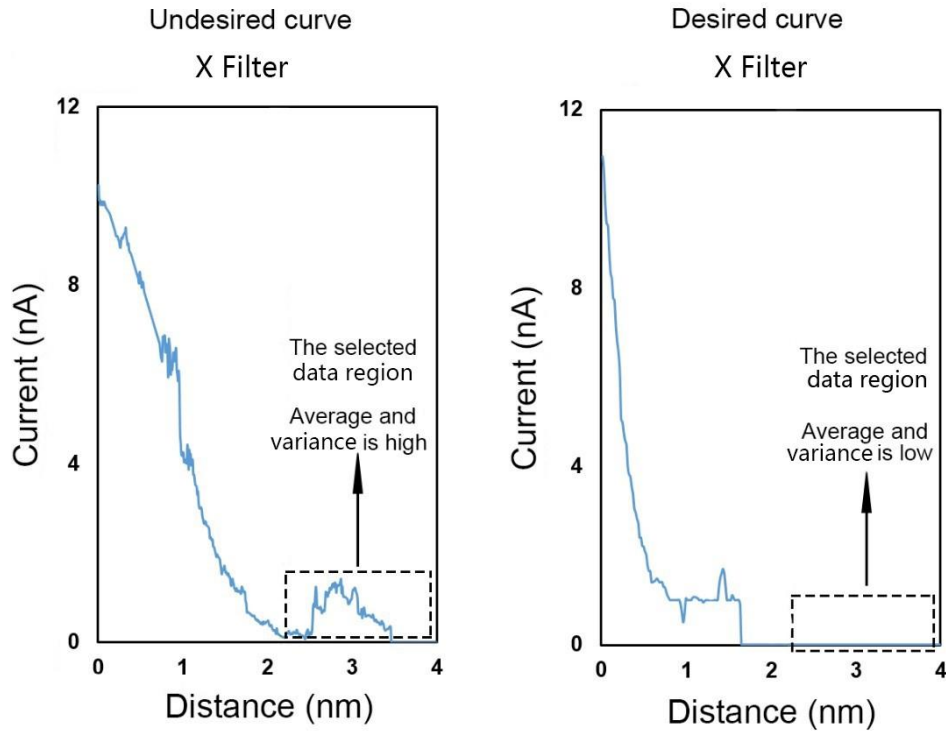 Undesired curve
X Filter
12
8
4
0
Current (nA)
The selected
data region
Average and
variance is high
0
1
2
3
4
Distance (nm)
Desired curve
X Filter
12
8
4
0
Current (nA)
The selected
data region
Average and
variance is low
0
1
2
3
4
Distance (nm)